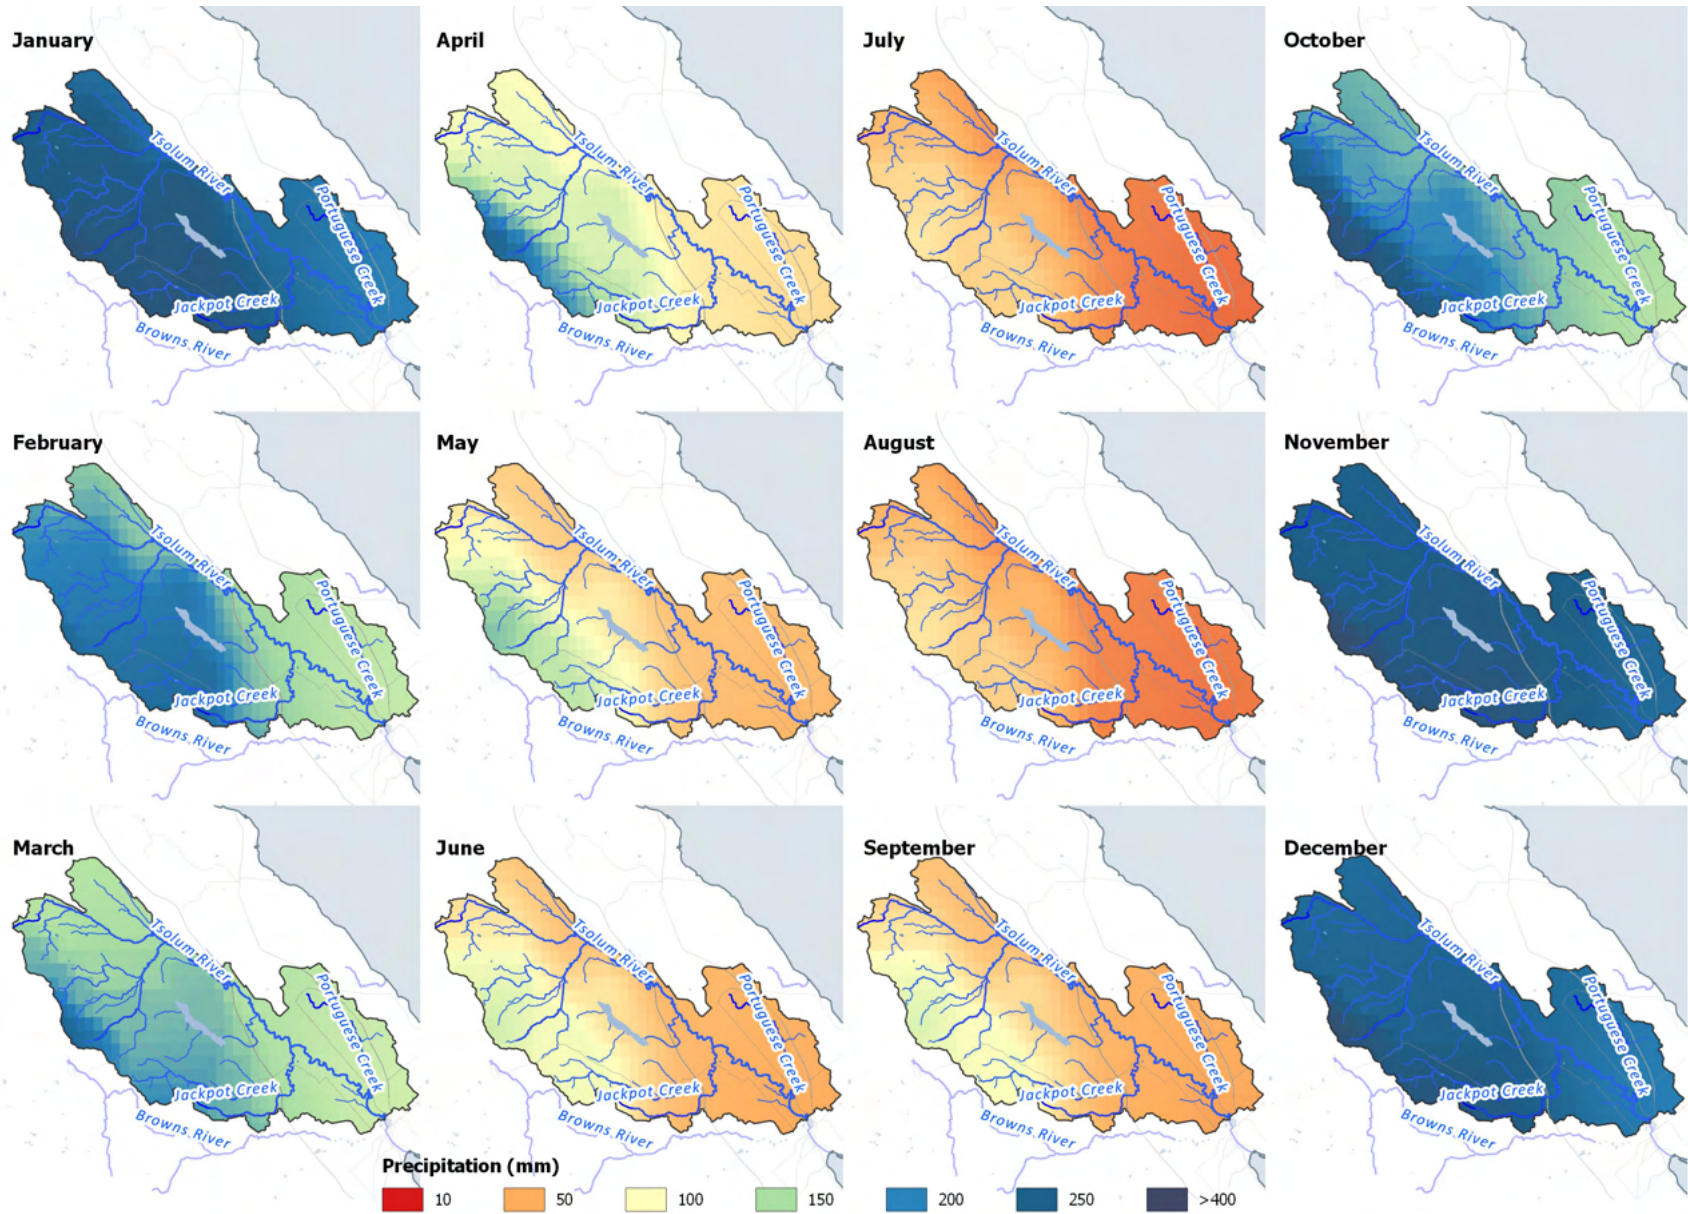 January
April
July
October
Tsolum River
Portuguese Creek
Jackpot Creek
Browns River
Tsolum River
Portuguese Creek
Jackpot Creek
Browns River
Tsolum River
Portuguese Creek
Jackpot Creek
Browns River
Tsolum River
Portuguese Creek
Jackpot Creek
Browns River
February
May
August
November
Tsolum River
Portuguese Creek
Jackpot Creek
Browns River
Tsolum River
Portuguese Creek
Jackpot Creek
Browns River
Tsolum River
Portuguese Creek
Jackpot Creek
Browns River
Tsolum River
Portuguese Creek
Jackpot Creek
Browns River
March
June
September
December
Tsolum River
Portuguese Creek
Jackpot Creek
Browns River
Tsolum River
Portuguese Creek
Jackpot Creek
Browns River
Tsolum River
Portuguese Creek
Jackpot Creek
Browns River
Tsolum River
Portuguese Creek
Jackpot Creek
Browns River
Precipitation (mm)
10 50 100 150 200 250 >400